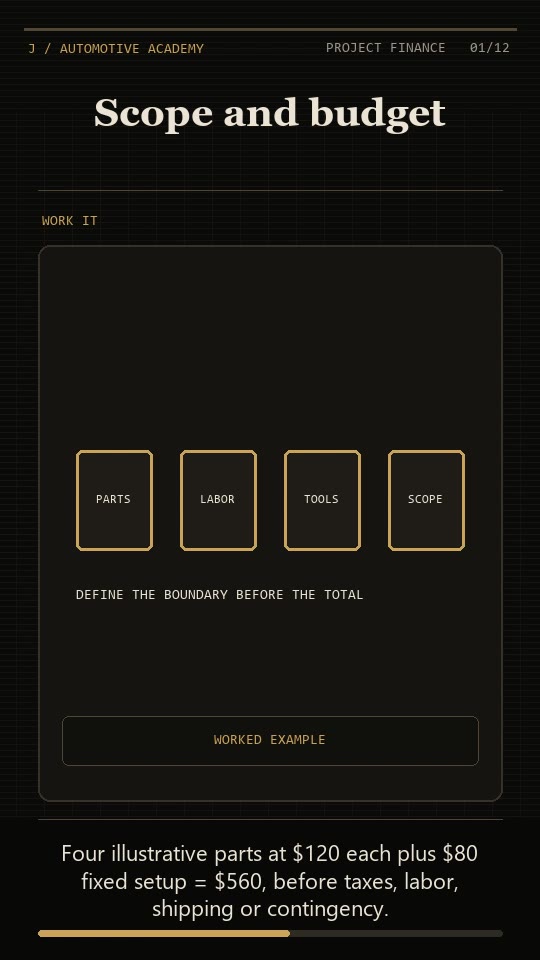 J / AUTOMOTIVE ACADEMY
PROJECT FINANCE 01/12
Scope and budget
WORK IT
PARTS
LABOR
TOOLS
SCOPE
DEFINE THE BOUNDARY BEFORE THE TOTAL
WORKED EXAMPLE
Four illustrative parts at $120 each plus $80
fixed setup = $560, before taxes, labor,
shipping or contingency.